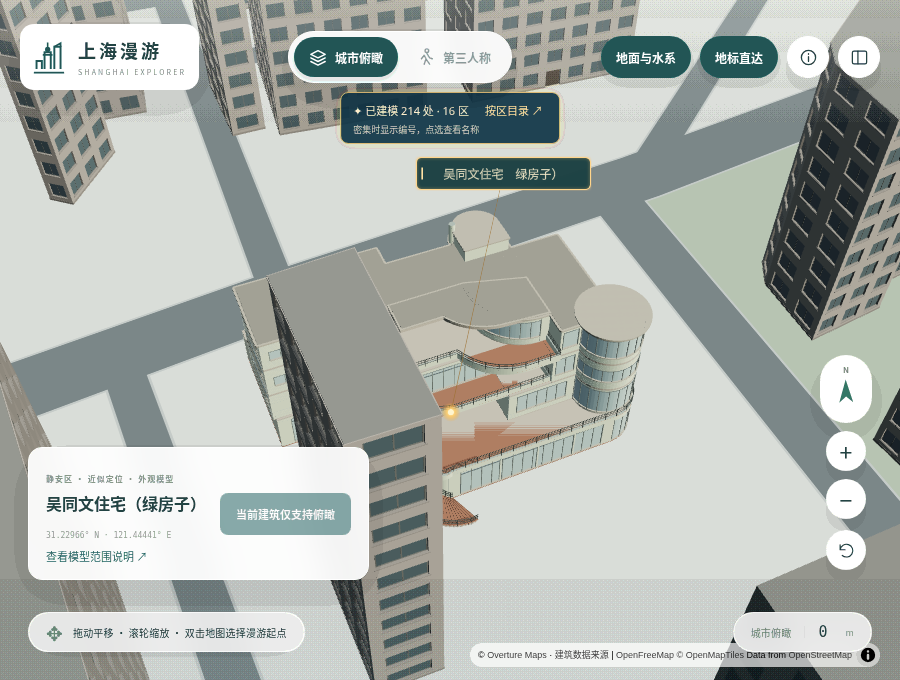 上海漫游
SHANGHAI EXPLORER
城市俯瞰
第三人称
地面与水系
地标直达
✦ 已建模 214 处 · 16 区 按区目录 ↗
密集时显示编号，点选查看名称
吴同文住宅 绿房子）
N
静安区 · 近似定位 · 外观模型
吴同文住宅（绿房子）
当前建筑仅支持俯瞰
31.22966° N · 121.44441° E
查看模型范围说明 ↗
拖动平移 · 滚轮缩放 · 双击地图选择漫游起点
城市俯瞰 0 m
© Overture Maps · 建筑数据来源 | OpenFreeMap © OpenMapTiles Data from OpenStreetMap